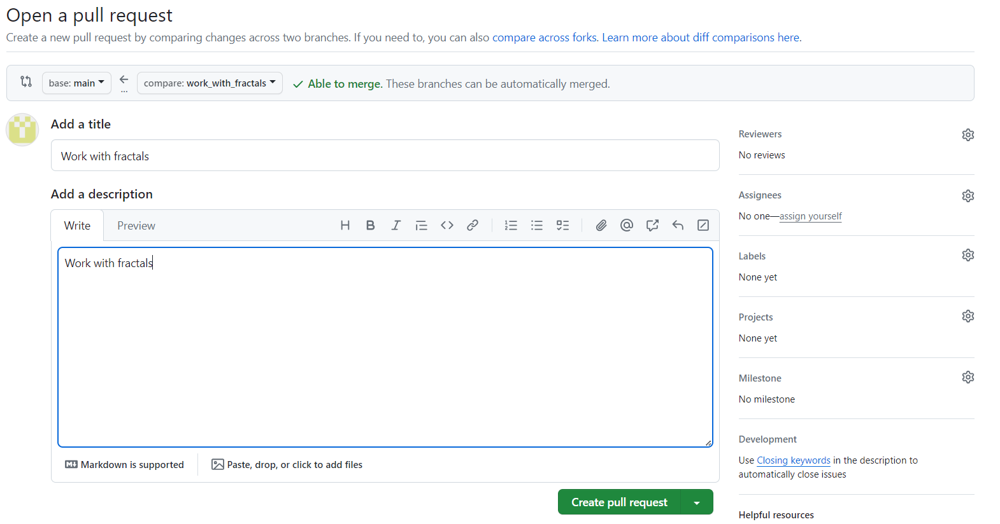 Open a pull request
Create a new pull request by comparing changes across two branches. If you need to, you can also compare across forks. Learn more about diff comparisons here.
base: main
...
compare: work_with_fractals
Able to merge. These branches can be automatically merged.
Add a title
Work with fractals
Add a description
Write
Preview
Work with fractals
Markdown is supported
Paste, drop, or click to add files
Create pull request
Reviewers
No reviews
Assignees
No one—assign yourself
Labels
None yet
Projects
None yet
Milestone
No milestone
Development
Use Closing keywords in the description to
automatically close issues
Helpful resources